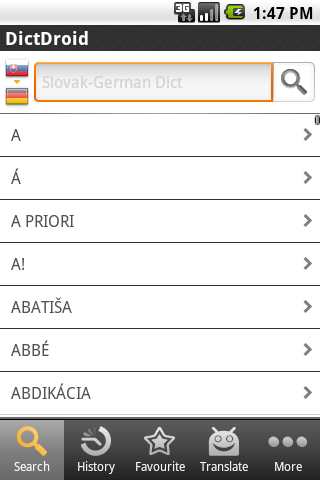 3G
1:47 PM
DictDroid
Slovak-German Dict
A
Á
A PRIORI
A!
ABATIŠA
ABBÉ
ABDIKÁCIA
Search
History
Favourite
Translate
More